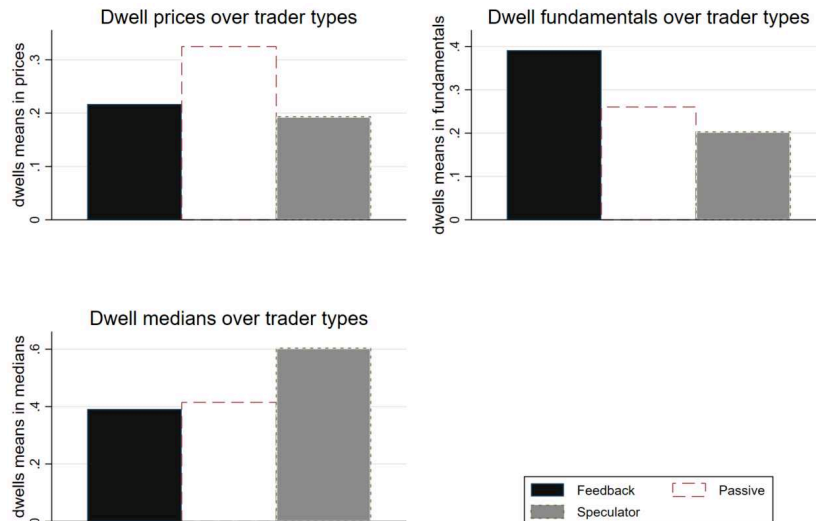 Dwell prices over trader types
dwells means in prices
.3
.2
.1
0
Dwell fundamentals over trader types
dwells means in fundamentals
.4
.3
.2
.1
0
Dwell medians over trader types
dwells means in medians
.6
.4
.2
0
Feedback
Passive
Speculator